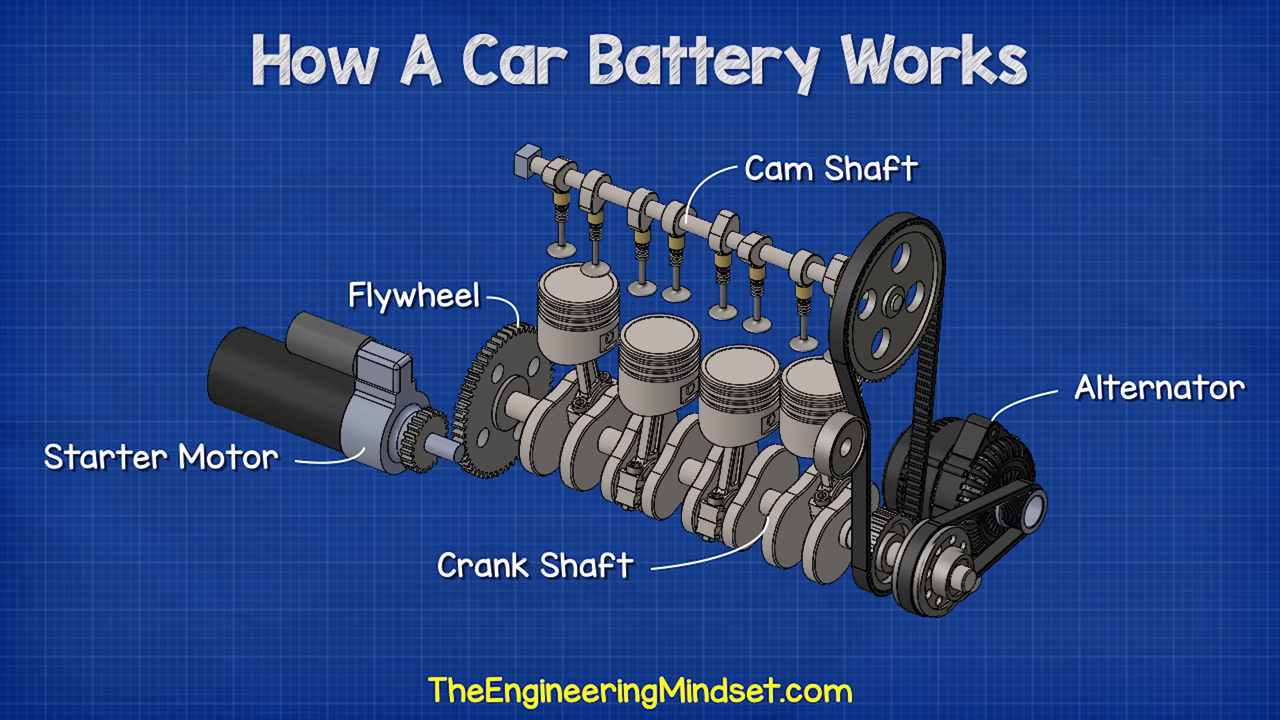 How A Car Battery Works
Cam Shaft
Flywheel
Alternator
Starter Motor
Crank Shaft
TheEngineeringMindset.com